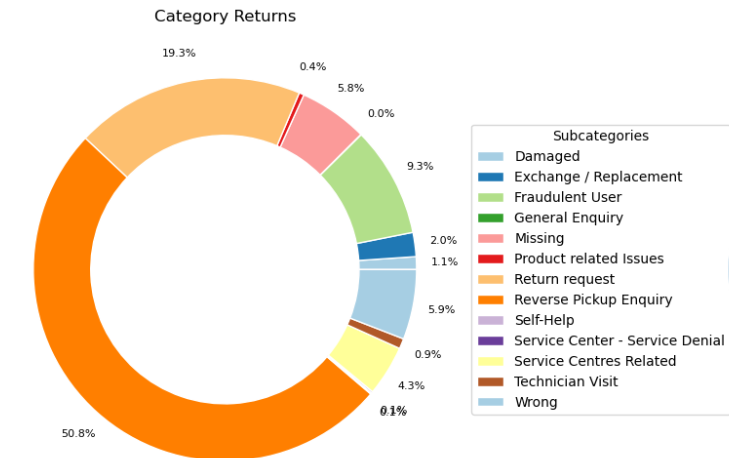 Category Returns
19.3%
0.4%
5.8%
0.0%
9.3%
2.0%
1.1%
5.9%
0.9%
4.3%
0.1%
50.8%
Subcategories
Damaged
Exchange / Replacement
Fraudulent User
General Enquiry
Missing
Product related Issues
Return request
Reverse Pickup Enquiry
Self-Help
Service Center - Service Denial
Service Centres Related
Technician Visit
Wrong